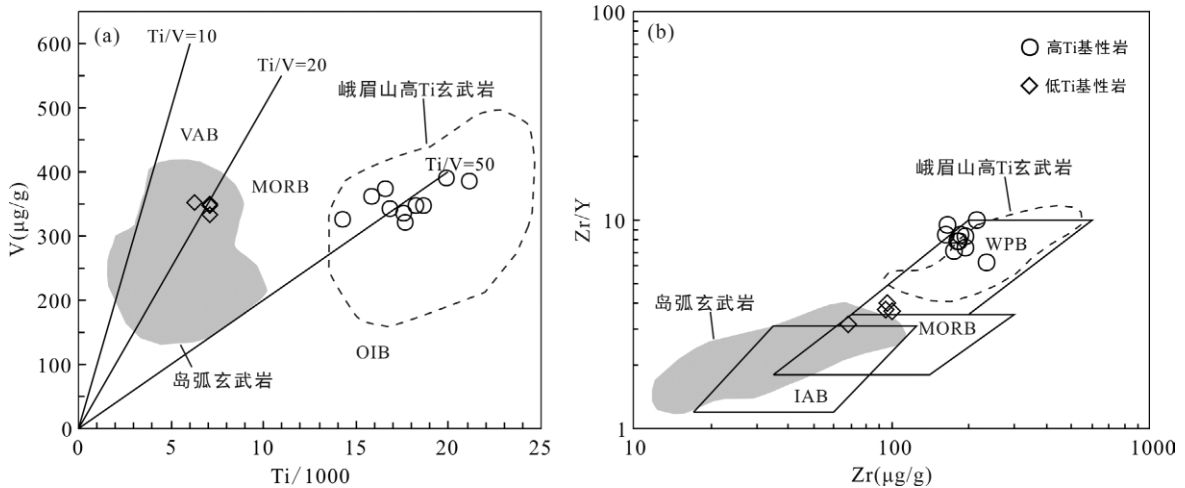 (a)
Ti/V=10
Ti/V=20
峨眉山高Ti玄武岩
VAB
Ti/V=50
MORB
OIB
岛弧玄武岩
600
500
400
300
200
100
0
V(μg/g)
0
5
10
15
20
25
Ti/1000
(b)
高Ti基性岩
低Ti基性岩
峨眉山高Ti玄武岩
WPB
岛弧玄武岩
MORB
IAB
100
10
1
Zr/Y
10
100
1000
Zr(μg/g)